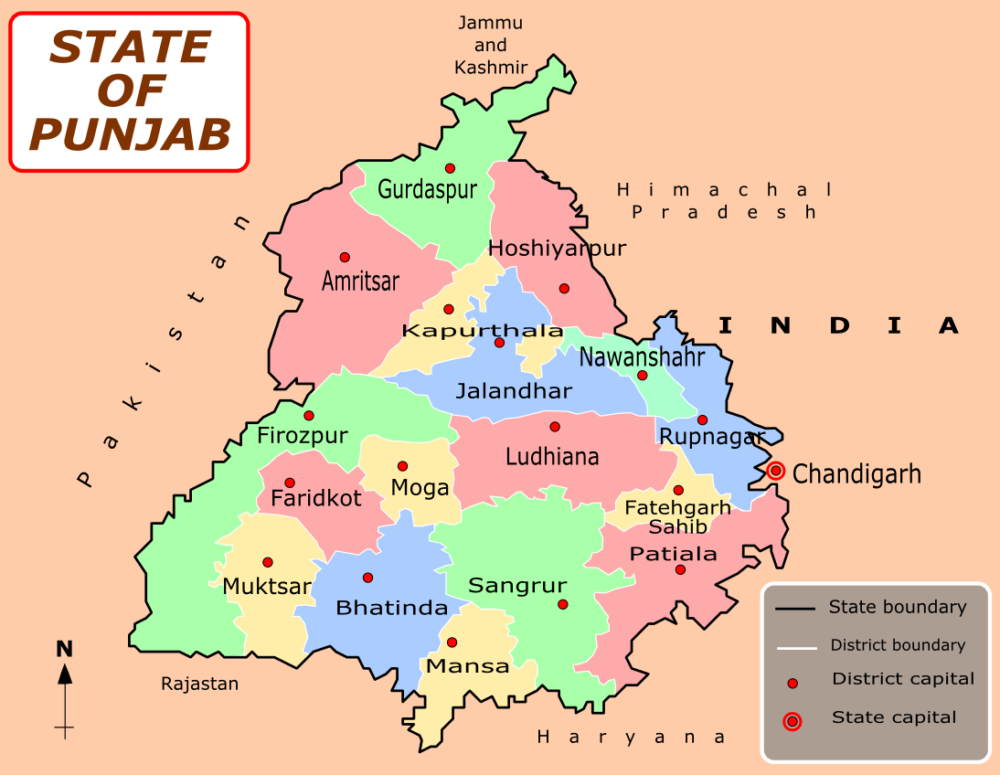 STATE
OF
PUNJAB
Jammu
and
Kashmir
Himachal
Pradesh
Pakistan
INDIA
Gurdaspur
Hoshiyarpur
Amritsar
Kapurthala
Nawanshahr
Jalandhar
Firozpur
Rupnagar
Ludhiana
Chandigarh
Moga
Faridkot
Fatehgarh
Sahib
Patiala
Muktsar
Sangrur
Bhatinda
Mansa
N
Rajastan
Haryana
State boundary
District boundary
District capital
State capital